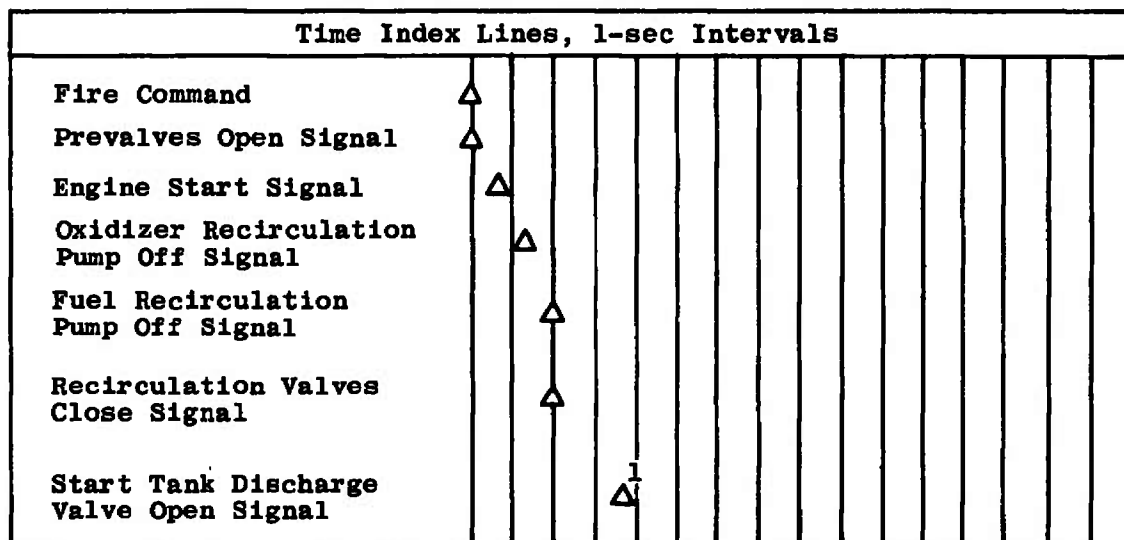 Time Index Lines, 1-sec Intervals
Fire Command
Prevalves Open Signal
Engine Start Signal
Oxidizer Recirculation
Pump Off Signal
Fuel Recirculation
Pump Off Signal
Recirculation Valves
Close Signal
1
Start Tank Discharge
Valve Open Signal